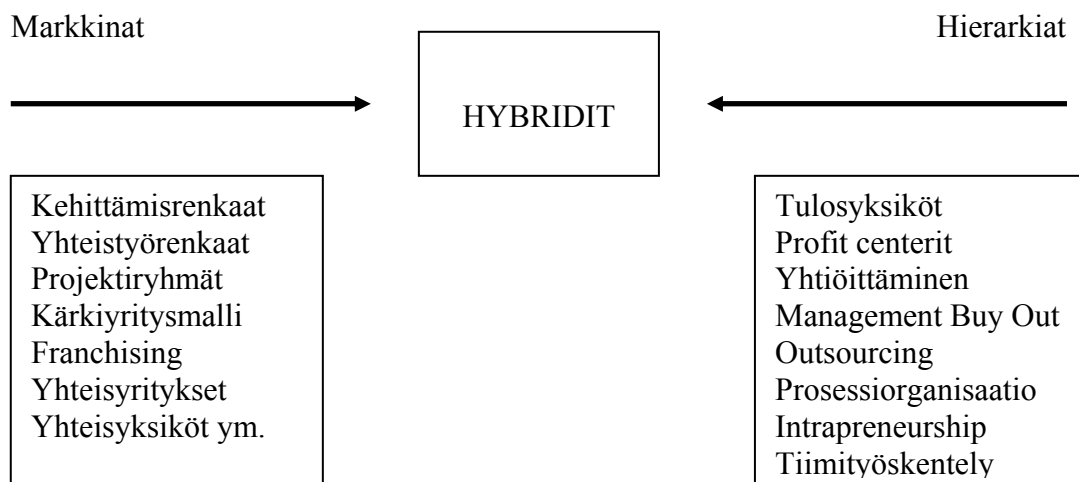 Markkinat
Hierarkiat
HYBRIDIT
Kehittämisrenkaat
Yhteistyörenkaat
Projektiryhmät
Kärkiyritysmalli
Franchising
Yhteisyritykset
Yhteisyksiköt ym.
Tulosyksiköt
Profit centerit
Yhtiöittäminen
Management Buy Out
Outsourcing
Prosessiorganisaatio
Intrapreneurship
Tiimityöskentely